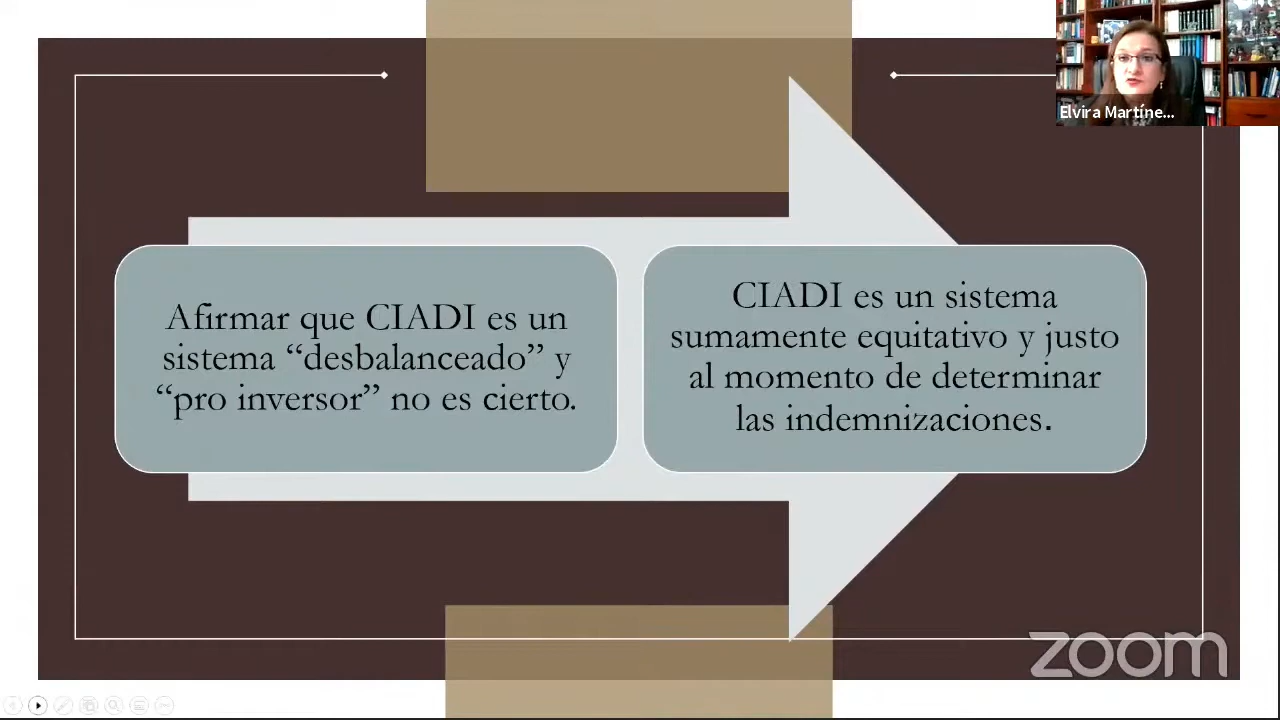 Elvira Martíne...
Afirmar que CIADI es un
sistema “desbalanceado” y
“pro inversor” no es cierto.
CIADI es un sistema
sumamente equitativo y justo
al momento de determinar
las indemnizaciones.
zoom